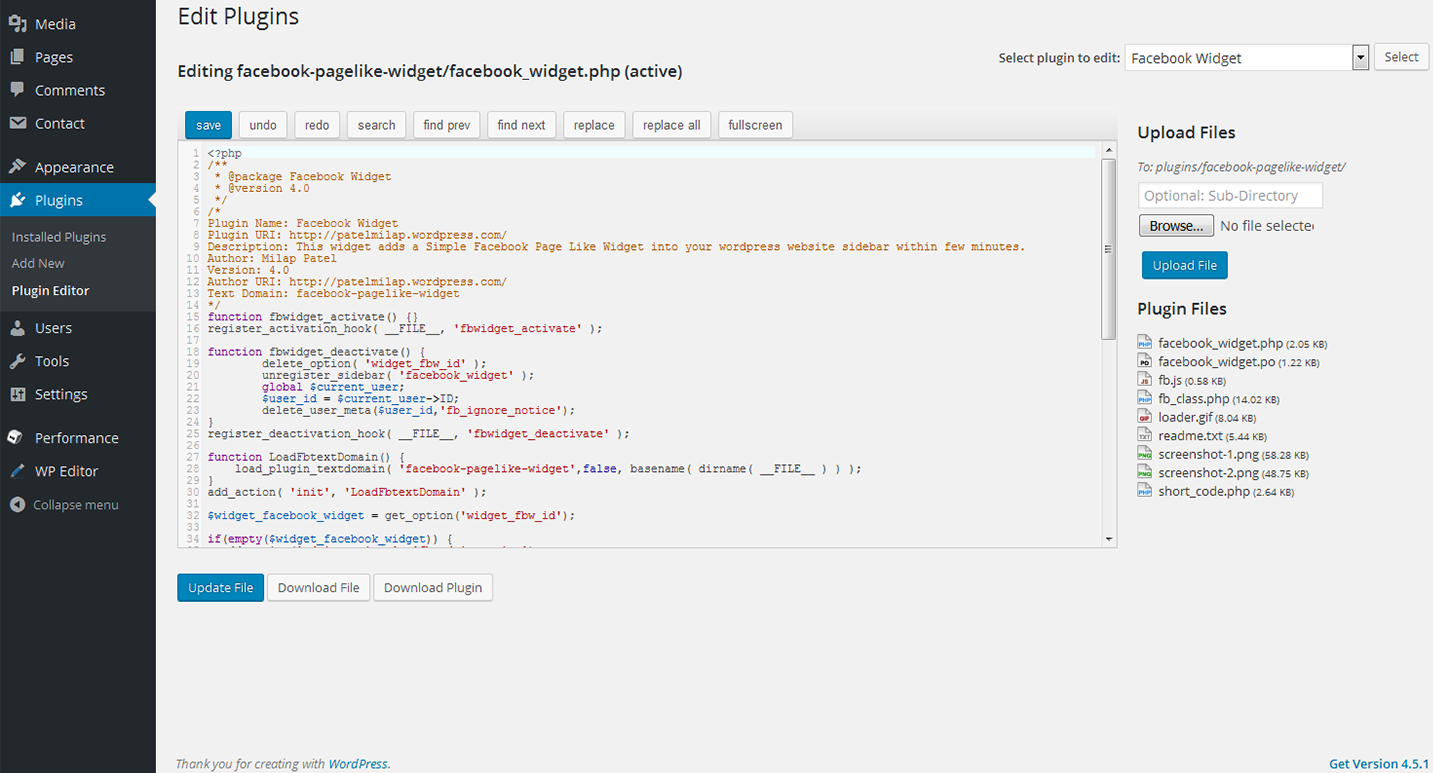 Media
Pages
Comments
Contact
Appearance
Plugins
Installed Plugins
Add New
Plugin Editor
Users
Tools
Settings
Performance
WP Editor
Collapse menu
Edit Plugins
Select plugin to edit: Facebook Widget Select
Editing facebook-pagelike-widget/facebook_widget.php (active)
save undo redo search find prev find next replace replace all fullscreen
1 <?php
2 /**
3 * @package Facebook Widget
4 * @version 4.0
5 */
6 /*
7 Plugin Name: Facebook Widget
8 Plugin URI: http://patelmilap.wordpress.com/
9 Description: This widget adds a Simple Facebook Page Like Widget into your wordpress website sidebar within few minutes.
10 Author: Milap Patel
11 Version: 4.0
12 Author URI: http://patelmilap.wordpress.com/
13 Text Domain: facebook-pagelike-widget
14 */
15 function fbwidget_activate() {}
16 register_activation_hook( __FILE__, 'fbwidget_activate' );
17
18 function fbwidget_deactivate() {
19 delete_option( 'widget_fbw_id' );
20 unregister_sidebar( 'facebook_widget' );
21 global $current_user;
22 $user_id = $current_user->ID;
23 delete_user_meta($user_id,'fb_ignore_notice');
24 }
25 register_deactivation_hook( __FILE__, 'fbwidget_deactivate' );
26
27 function LoadFbtextDomain() {
28 load_plugin_textdomain( 'facebook-pagelike-widget',false, basename( dirname( __FILE__ ) ) );
29 }
30 add_action( 'init', 'LoadFbtextDomain' );
31
32 $widget_facebook_widget = get_option('widget_fbw_id');
33
34 if(empty($widget_facebook_widget)) {
Update File Download File Download Plugin
Upload Files
To: plugins/facebook-pagelike-widget/
Optional: Sub-Directory
Browse... No file selecte
Upload File
Plugin Files
PHP facebook_widget.php (2.05 KB)
PO facebook_widget.po (1.22 KB)
JS fb.js (0.58 KB)
PHP fb_class.php (14.02 KB)
GIF loader.gif (8.04 KB)
TXT readme.txt (5.44 KB)
PNG screenshot-1.png (58.28 KB)
PNG screenshot-2.png (48.75 KB)
PHP short_code.php (2.64 KB)
Thank you for creating with WordPress.
Get Version 4.5.1